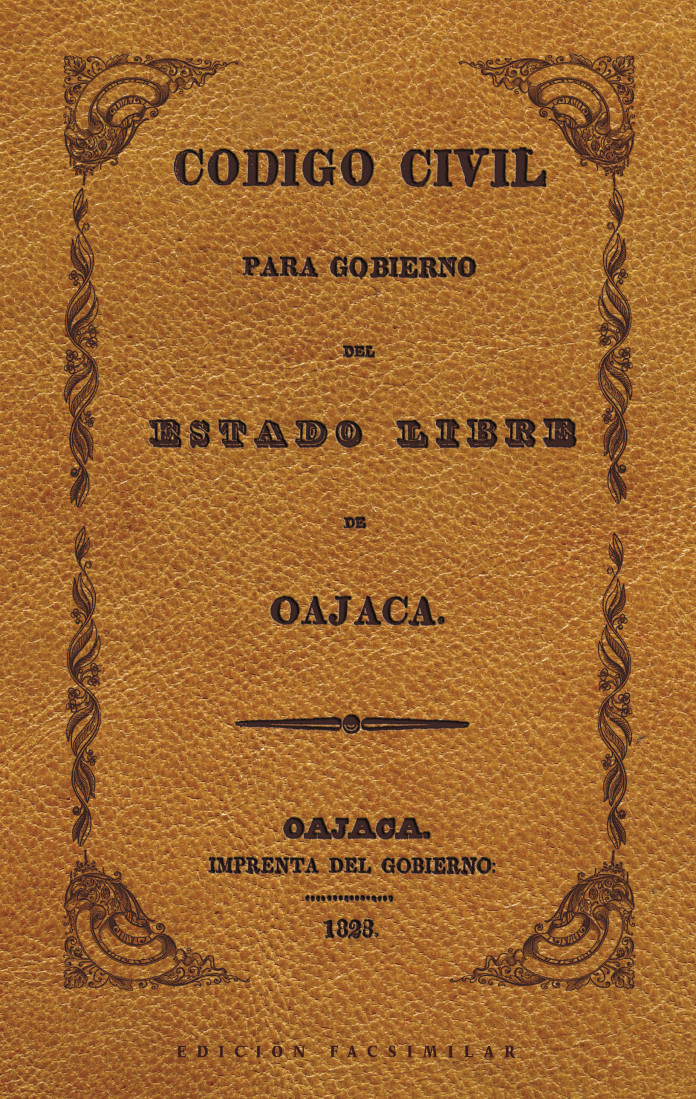 CODIGO CIVIL
PARA GOBIERNO
DEL
ESTADO LIBRE
DE
OAJACA.
OAJACA.
IMPRENTA DEL GOBIERNO:
1828.
EDICIÓN FACSIMILAR